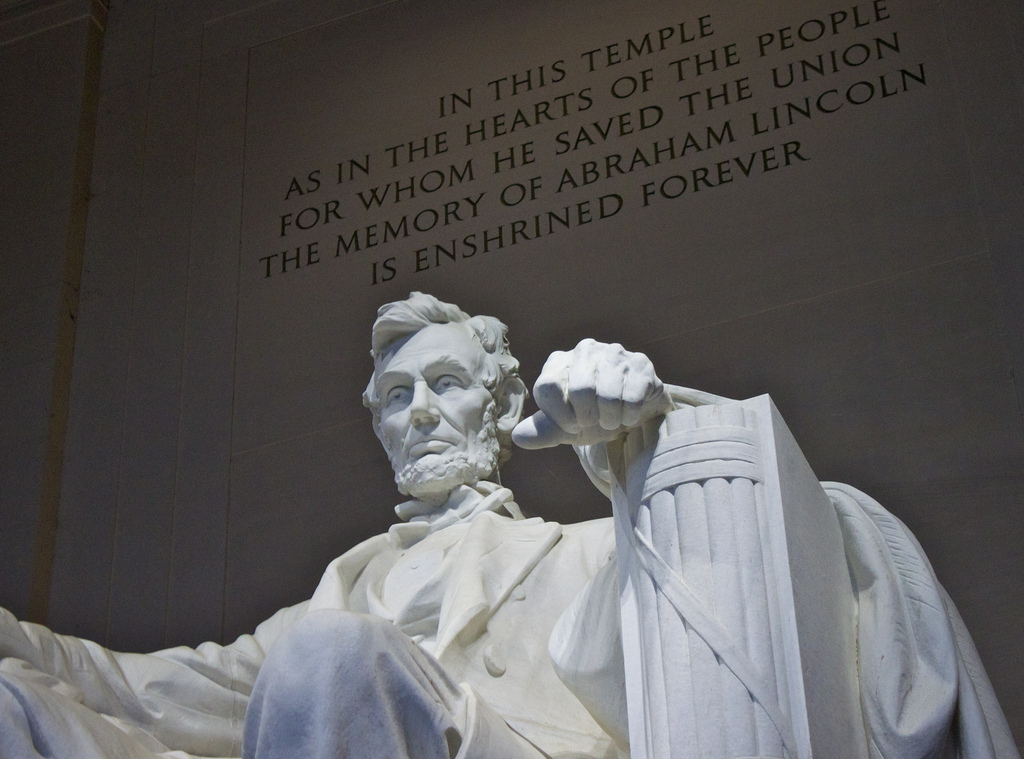 IN THIS TEMPLE
AS IN THE HEARTS OF THE PEOPLE
FOR WHOM HE SAVED THE UNION
THE MEMORY OF ABRAHAM LINCOLN
IS ENSHRINED FOREVER